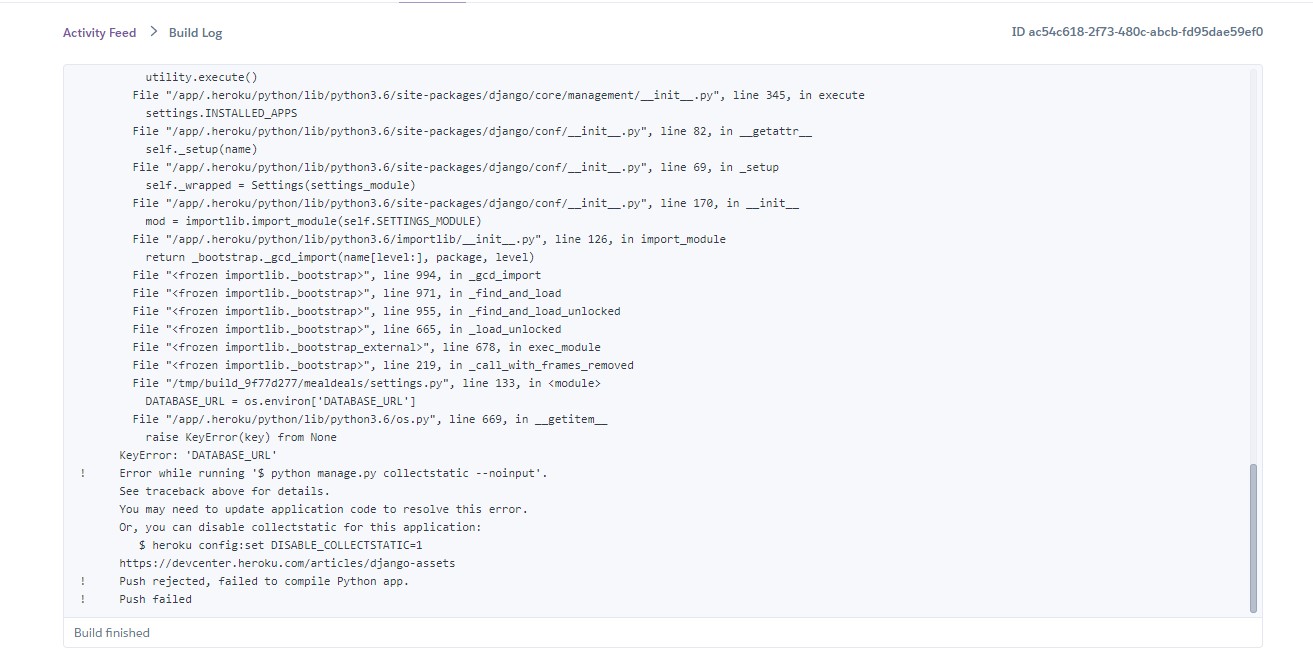 Activity Feed > Build Log
ID ac54c618-2f73-480c-abcb-fd95dae59ef0
utility.execute()
File "/app/.heroku/python/lib/python3.6/site-packages/django/core/management/__init__.py", line 345, in execute
settings.INSTALLED_APPS
File "/app/.heroku/python/lib/python3.6/site-packages/django/conf/__init__.py", line 82, in __getattr__
self._setup(name)
File "/app/.heroku/python/lib/python3.6/site-packages/django/conf/__init__.py", line 69, in _setup
self._wrapped = Settings(settings_module)
File "/app/.heroku/python/lib/python3.6/site-packages/django/conf/__init__.py", line 170, in __init__
mod = importlib.import_module(self.SETTINGS_MODULE)
File "/app/.heroku/python/lib/python3.6/importlib/__init__.py", line 126, in import_module
return _bootstrap._gcd_import(name[level:], package, level)
File "<frozen importlib._bootstrap>", line 994, in _gcd_import
File "<frozen importlib._bootstrap>", line 971, in _find_and_load
File "<frozen importlib._bootstrap>", line 955, in _find_and_load_unlocked
File "<frozen importlib._bootstrap>", line 665, in _load_unlocked
File "<frozen importlib._bootstrap_external>", line 678, in exec_module
File "<frozen importlib._bootstrap>", line 219, in _call_with_frames_removed
File "/tmp/build_9f77d277/mealdeals/settings.py", line 133, in <module>
DATABASE_URL = os.environ['DATABASE_URL']
File "/app/.heroku/python/lib/python3.6/os.py", line 669, in __getitem__
raise KeyError(key) from None
KeyError: 'DATABASE_URL'
! Error while running '$ python manage.py collectstatic --noinput'.
See traceback above for details.
You may need to update application code to resolve this error.
Or, you can disable collectstatic for this application:
$ heroku config:set DISABLE_COLLECTSTATIC=1
https://devcenter.heroku.com/articles/django-assets
! Push rejected, failed to compile Python app.
! Push failed
Build finished